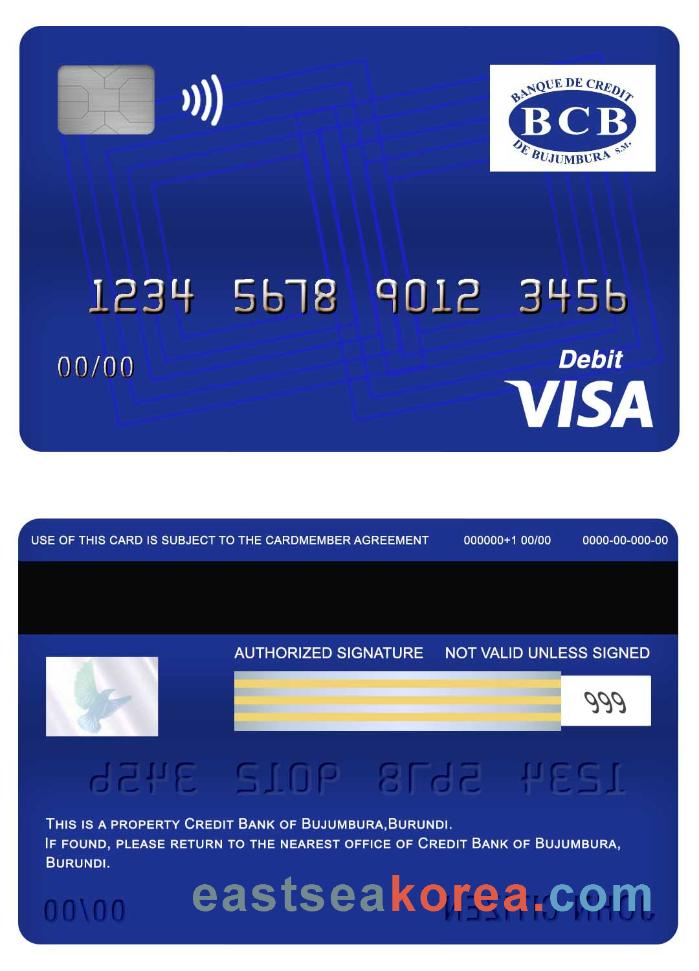 BANQUE DE CREDIT
BCB
DE BUJUMBURA S.M.
1234 5678 9012 3456
00/00
Debit
VISA
USE OF THIS CARD IS SUBJECT TO THE CARDMEMBER AGREEMENT 000000+1 00/00 0000-00-000-00
AUTHORIZED SIGNATURE NOT VALID UNLESS SIGNED
999
3456 9012 5678 1234
THIS IS A PROPERTY CREDIT BANK OF BUJUMBURA,BURUNDI.
IF FOUND, PLEASE RETURN TO THE NEAREST OFFICE OF CREDIT BANK OF BUJUMBURA,
BURUNDI.
eastseakorea.com
00/00 JOHN CITIZEN